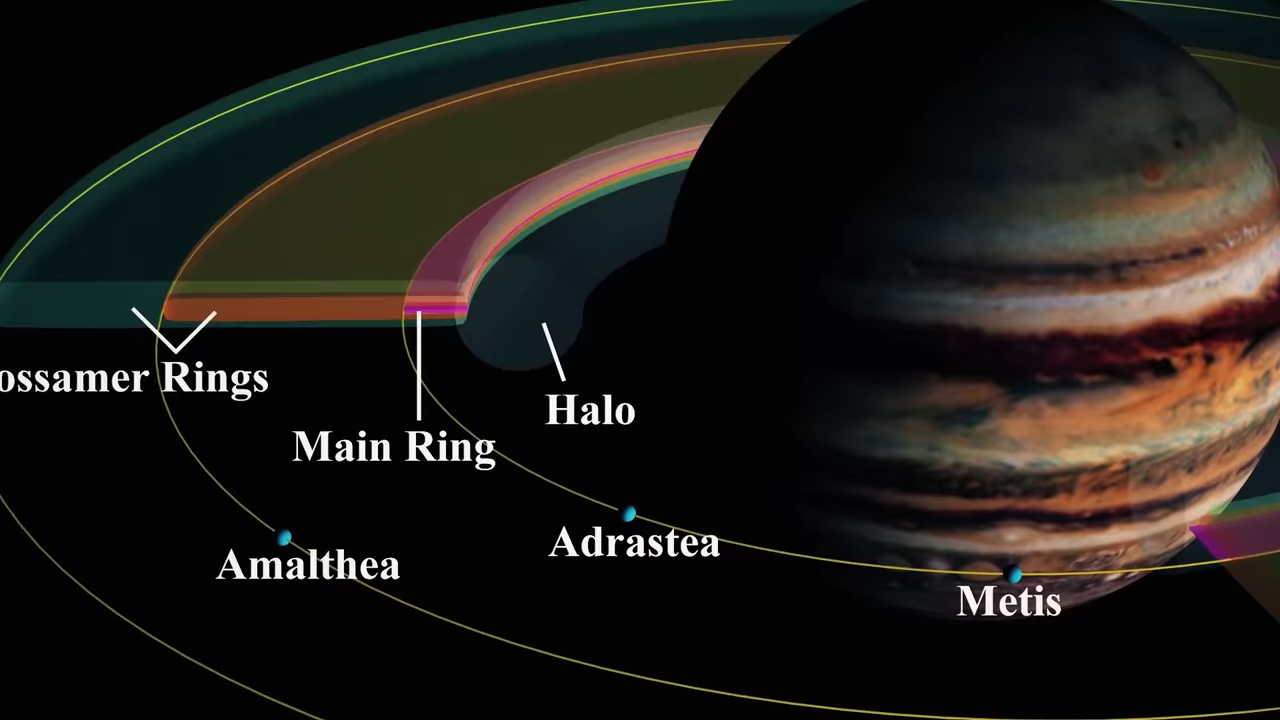 ossamer Rings
Halo
Main Ring
Adrastea
Amalthea
Metis